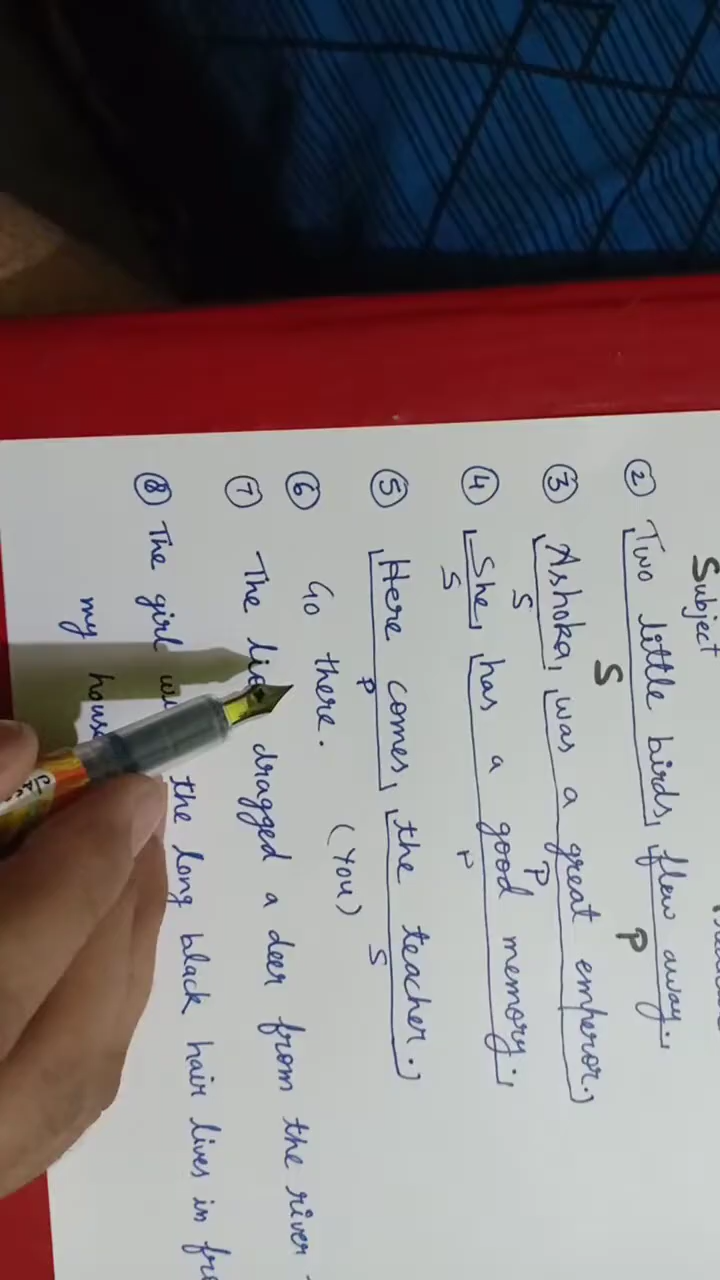 Subject
S
② Two little birds, flew away.
S P
③ Ashoka, was a great emperor.
S P
④ She, has a good memory.
S P
⑤ Here comes, the teacher.
P S
⑥ Go there. (You)
⑦ The dragged a deer from the river
⑧ The girl the long black hair lives in
my